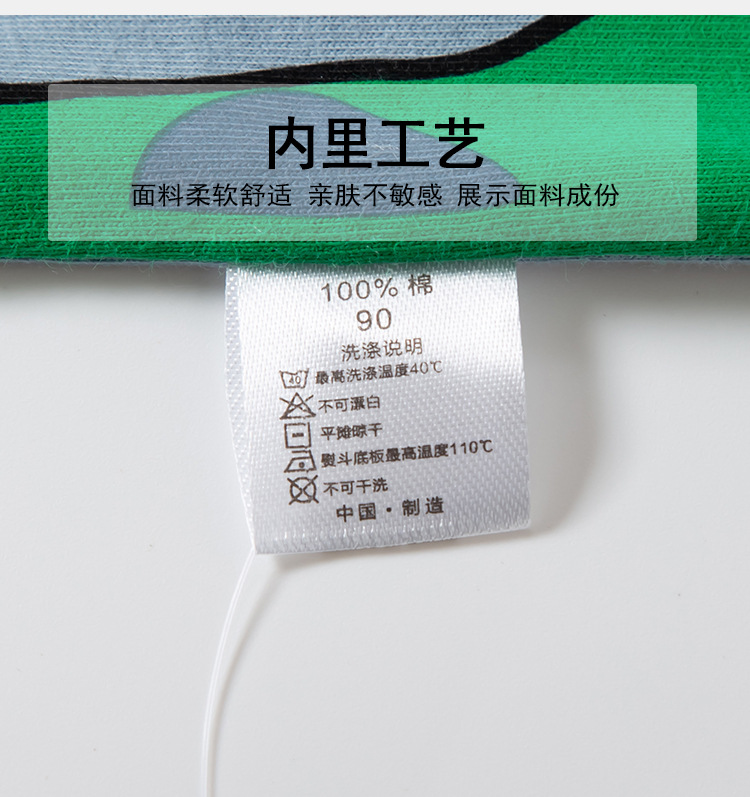 内里工艺
面料柔软舒适 亲肤不敏感 展示面料成份
100% 棉
90
洗涤说明
40 最高洗涤温度40℃
不可漂白
平摊晾干
熨斗底板最高温度110℃
不可干洗
中国·制造